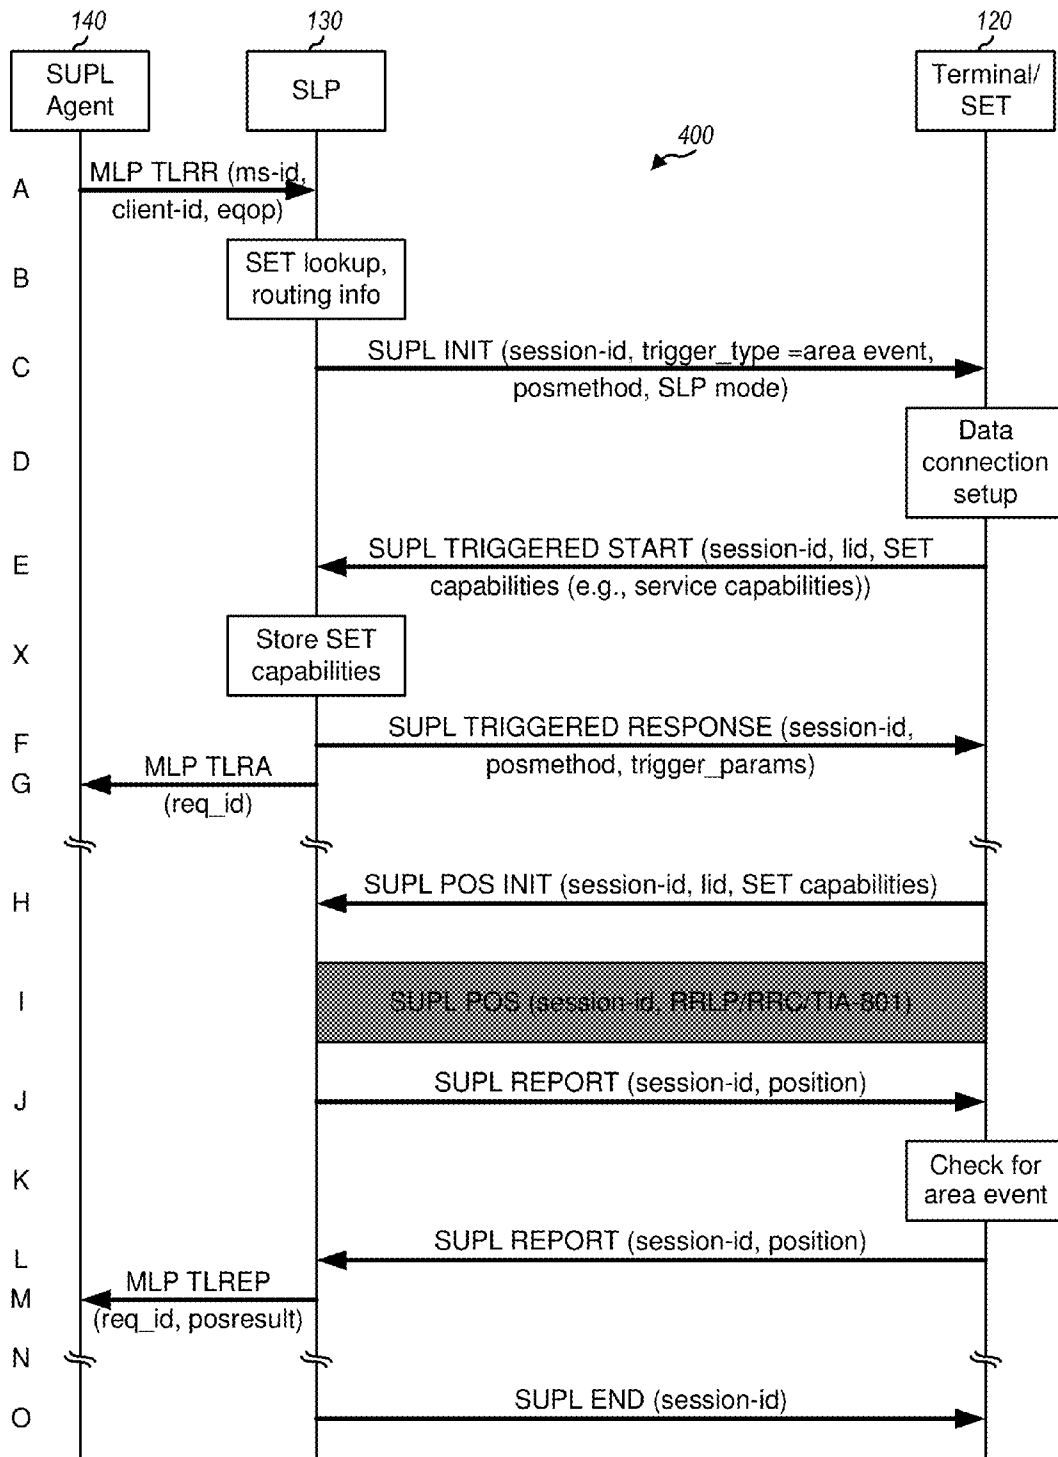 140
130
120
SUPL
Agent
SLP
Terminal/
SET
400
A
MLP TLRR (ms-id,
client-id, eqop)
B
SET lookup,
routing info
C
SUPL INIT (session-id, trigger_type =area event,
posmethod, SLP mode)
D
Data
connection
setup
E
SUPL TRIGGERED START (session-id, lid, SET
capabilities (e.g., service capabilities))
X
Store SET
capabilities
F
SUPL TRIGGERED RESPONSE (session-id,
posmethod, trigger_params)
G
MLP TLRA
(req_id)
H
SUPL POS INIT (session-id, lid, SET capabilities)
I
SUPL POS (session-id, RRLP/RRC/TIA-801)
J
SUPL REPORT (session-id, position)
K
Check for
area event
L
SUPL REPORT (session-id, position)
M
MLP TLREP
(req_id, posresult)
N
O
SUPL END (session-id)